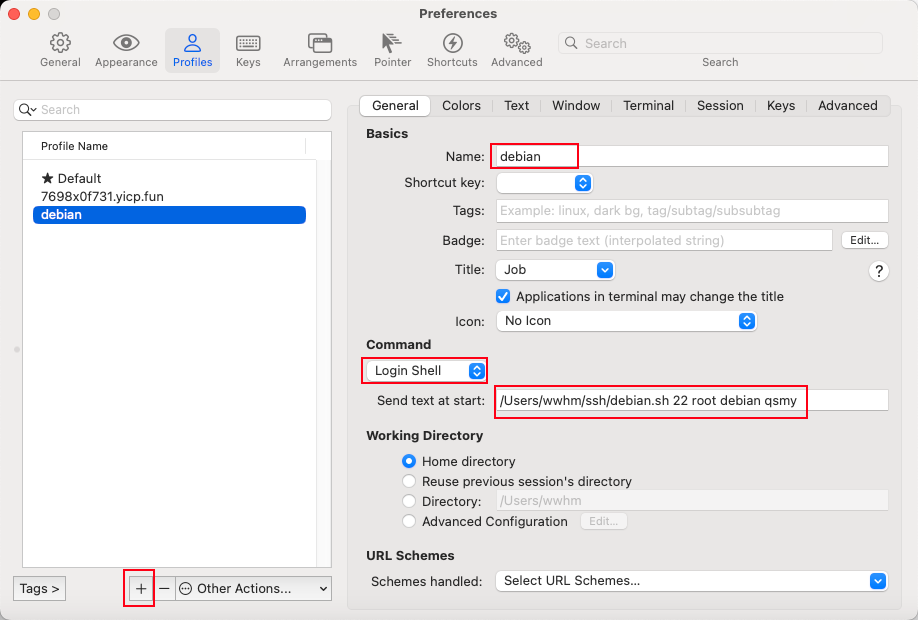 Preferences
General Appearance Profiles Keys Arrangements Pointer Shortcuts Advanced Search
Search
Search
Profile Name
★ Default
7698x0f731.yicp.fun
debian
Tags >
+ − Other Actions...
General Colors Text Window Terminal Session Keys Advanced
Basics
Name: debian
Shortcut key:
Tags: Example: linux, dark bg, tag/subtag/subsubtag
Badge: Enter badge text (interpolated string) Edit...
Title: Job ?
Applications in terminal may change the title
Icon: No Icon
Command
Login Shell
Send text at start: /Users/wwhm/ssh/debian.sh 22 root debian qsmy
Working Directory
Home directory
Reuse previous session's directory
Directory: /Users/wwhm
Advanced Configuration Edit...
URL Schemes
Schemes handled: Select URL Schemes...